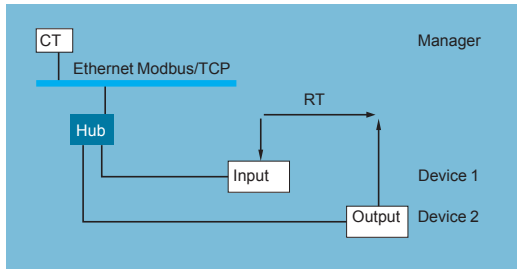 CT
Manager
Ethernet Modbus/TCP
RT
Hub
Input
Device 1
Output
Device 2